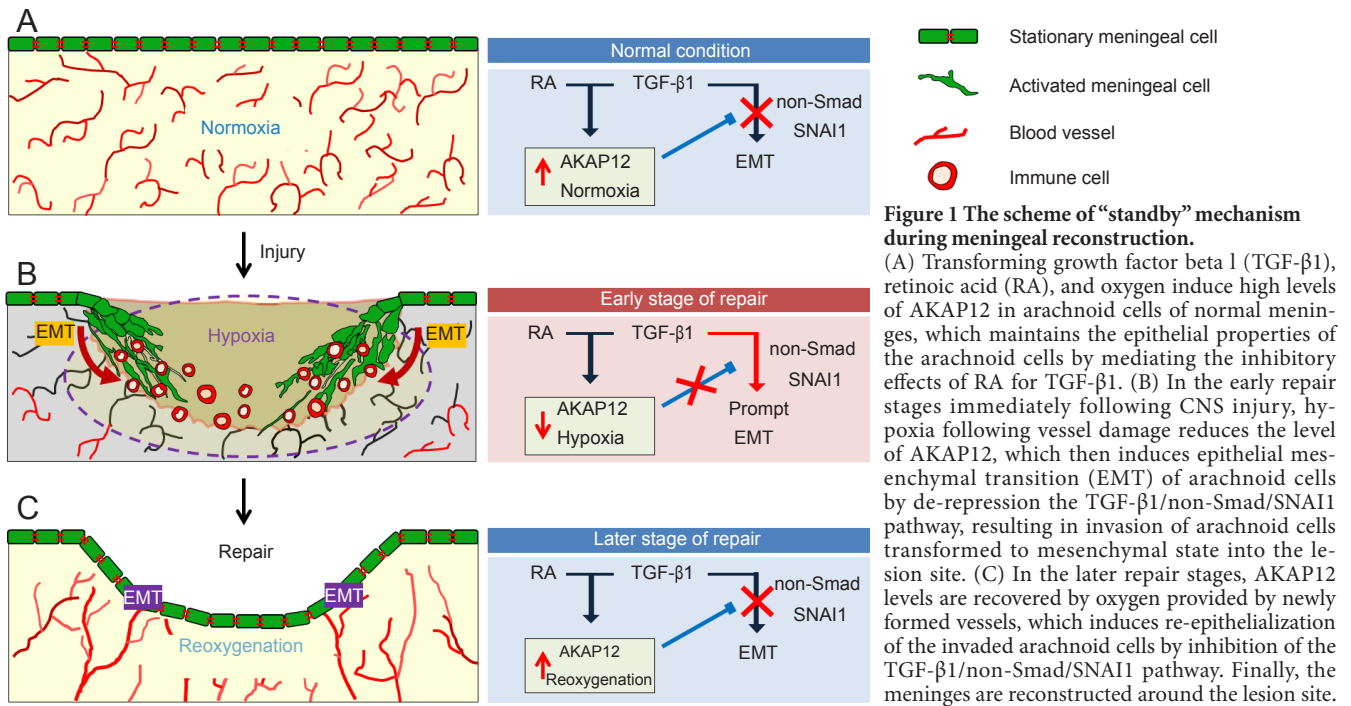 A
Normoxia
Normal condition
RA
TGF-β1
non-Smad
SNAI1
AKAP12
Normoxia
EMT
Injury
B
EMT
Hypoxia
EMT
Early stage of repair
RA
TGF-β1
non-Smad
SNAI1
AKAP12
Hypoxia
Prompt
EMT
C
Repair
EMT
EMT
Reoxygenation
Later stage of repair
RA
TGF-β1
non-Smad
SNAI1
AKAP12
Reoxygenation
EMT
Stationary meningeal cell
Activated meningeal cell
Blood vessel
Immune cell
Figure 1 The scheme of “standby” mechanism
during meningeal reconstruction.
(A) Transforming growth factor beta l (TGF-β1),
retinoic acid (RA), and oxygen induce high levels
of AKAP12 in arachnoid cells of normal menin-
ges, which maintains the epithelial properties of
the arachnoid cells by mediating the inhibitory
effects of RA for TGF-β1. (B) In the early repair
stages immediately following CNS injury, hy-
poxia following vessel damage reduces the level
of AKAP12, which then induces epithelial mes-
enchymal transition (EMT) of arachnoid cells
by de-repression the TGF-β1/non-Smad/SNAI1
pathway, resulting in invasion of arachnoid cells
transformed to mesenchymal state into the le-
sion site. (C) In the later repair stages, AKAP12
levels are recovered by oxygen provided by newly
formed vessels, which induces re-epithelialization
of the invaded arachnoid cells by inhibition of the
TGF-β1/non-Smad/SNAI1 pathway. Finally, the
meninges are reconstructed around the lesion site.